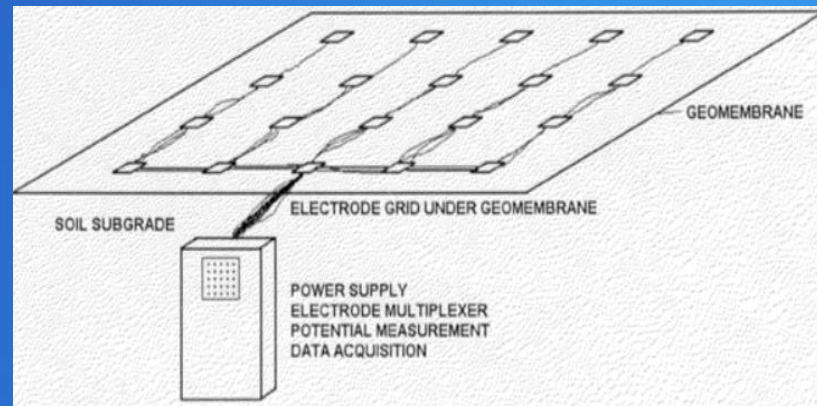 GEOMEMBRANE
SOIL SUBGRADE
ELECTRODE GRID UNDER GEOMEMBRANE
POWER SUPPLY
ELECTRODE MULTIPLEXER
POTENTIAL MEASUREMENT
DATA ACQUISITION